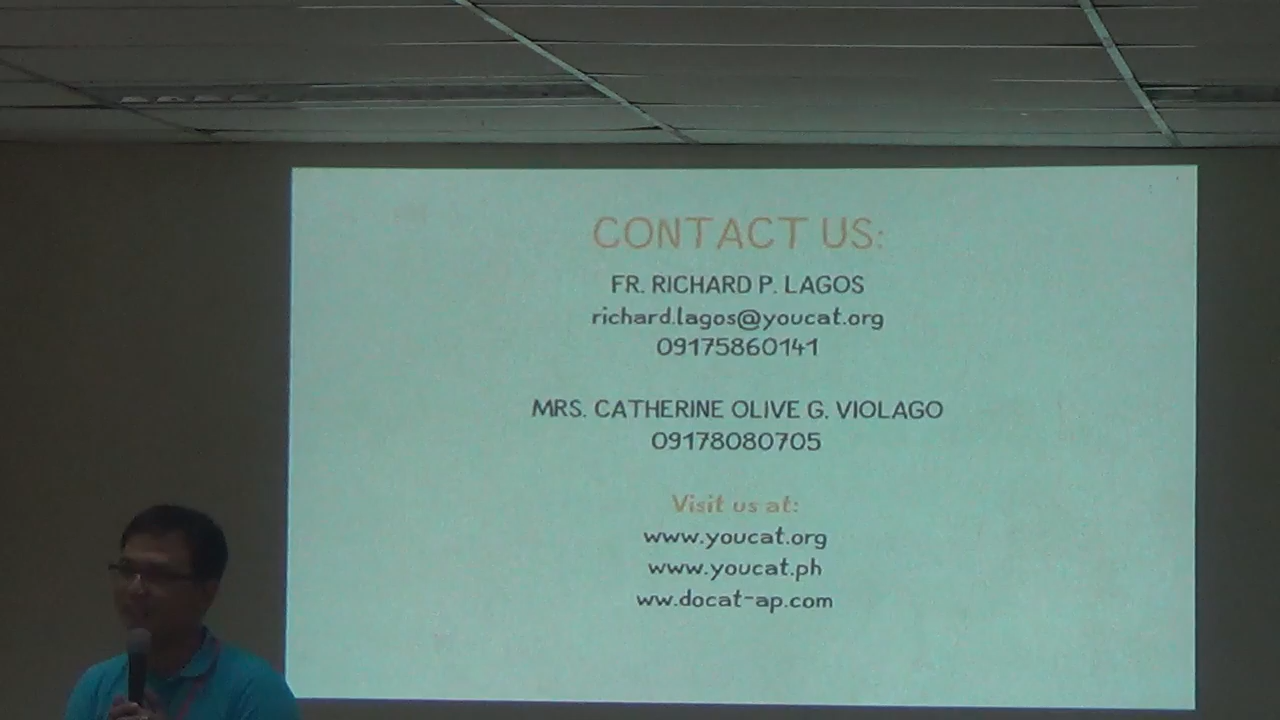 CONTACT US:
FR. RICHARD P. LAGOS
richard.lagos@youcat.org
09175860141
MRS. CATHERINE OLIVE G. VIOLAGO
09178080705
Visit us at:
www.youcat.org
www.youcat.ph
ww.docat-ap.com